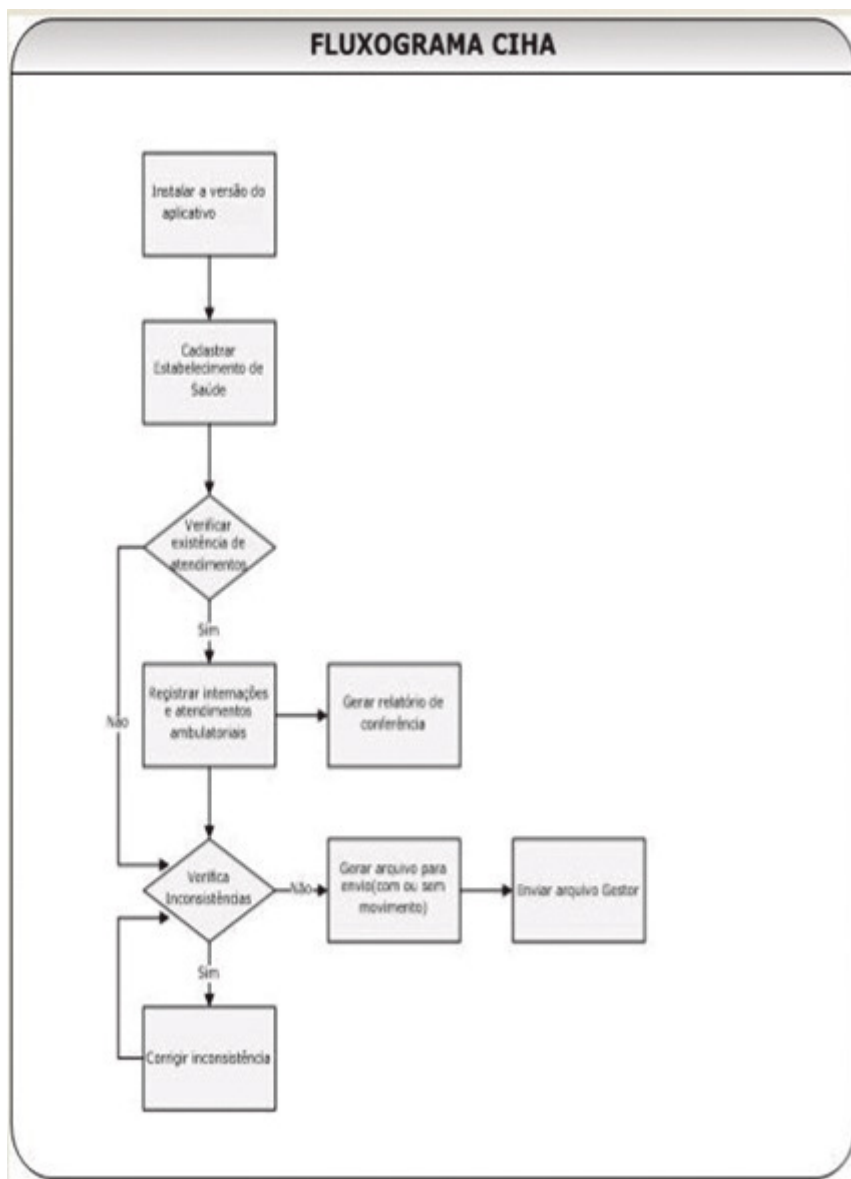 FLUXOGRAMA CIHA
Instalar a versão do
aplicativo
Cadastrar
Estabelecimento de
Saúde
Verificar
existência de
atendimentos
Sim
Registrar internações
e atendimentos
ambulatoriais
Gerar relatório de
conferência
Não
Verifica
Inconsistências
Não
Gerar arquivo para
envio(com ou sem
movimento)
Enviar arquivo Gestor
Sim
Corrigir inconsistência